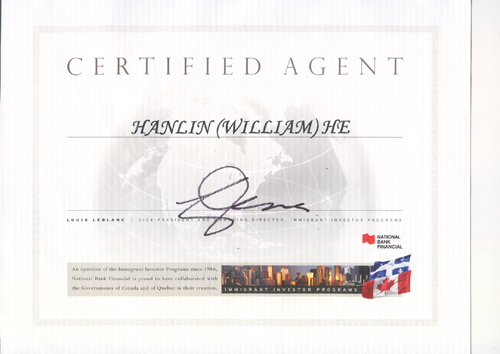 CERTIFIED AGENT
HANLIN (WILLIAM) HE
LOUIS LEBLANC | VICE-PRESIDENT AND MANAGING DIRECTOR, IMMIGRANT INVESTOR PROGRAMS
NATIONAL
BANK
FINANCIAL
An operator of the Immigrant Investor Programs since 1986,
National Bank Financial is proud to have collaborated with
the Governments of Canada and of Quebec in their creation.
IMMIGRANT INVESTOR PROGRAMS